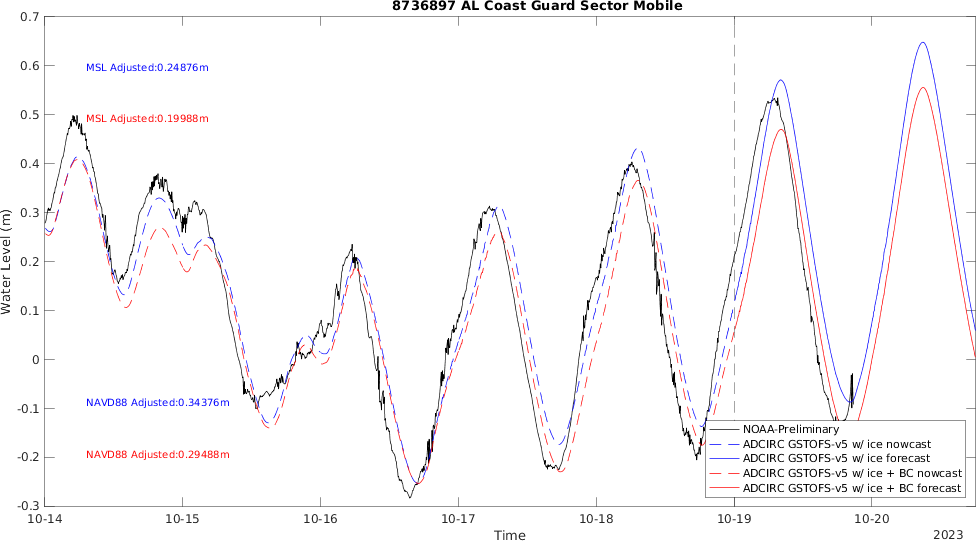 8736897 AL Coast Guard Sector Mobile
0.7
0.6
0.5
0.4
0.3
0.2
0.1
0
-0.1
-0.2
-0.3
Water Level (m)
MSL Adjusted:0.24876m
MSL Adjusted:0.19988m
NAVD88 Adjusted:0.34376m
NAVD88 Adjusted:0.29488m
NOAA-Preliminary
ADCIRC GSTOFS-v5 w/ ice nowcast
ADCIRC GSTOFS-v5 w/ ice forecast
ADCIRC GSTOFS-v5 w/ ice + BC nowcast
ADCIRC GSTOFS-v5 w/ ice + BC forecast
10-14 10-15 10-16 10-17 10-18 10-19 10-20
Time
2023